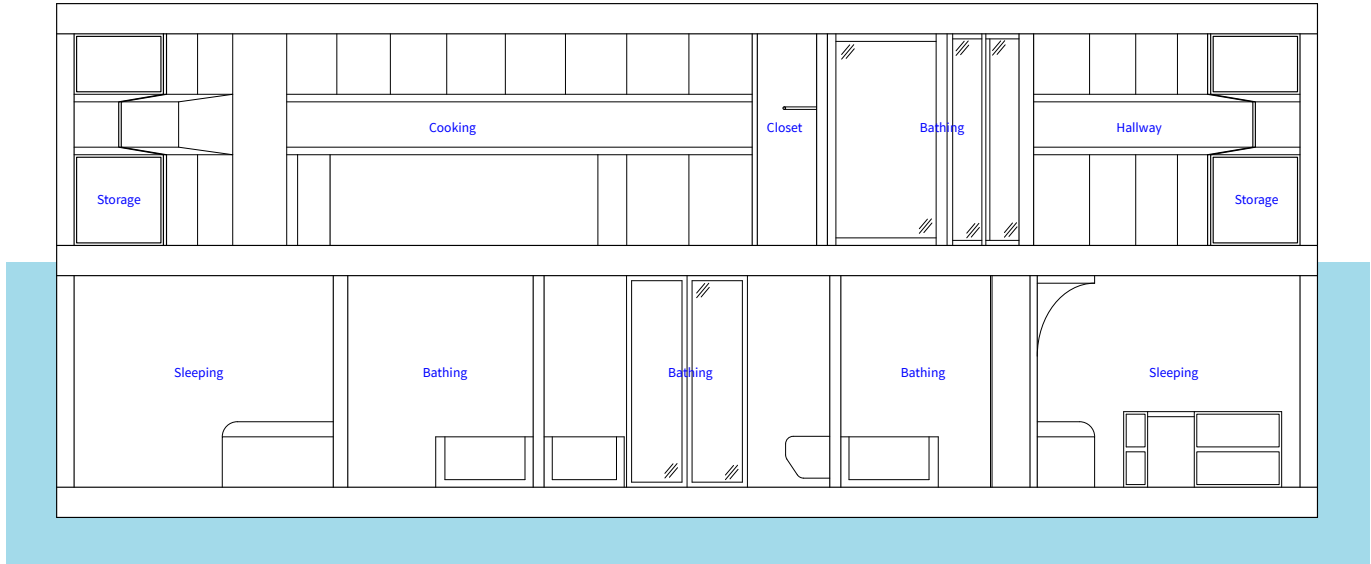 Cooking
Closet
Bathing
Hallway
Storage
Storage
Sleeping
Bathing
Bathing
Bathing
Sleeping